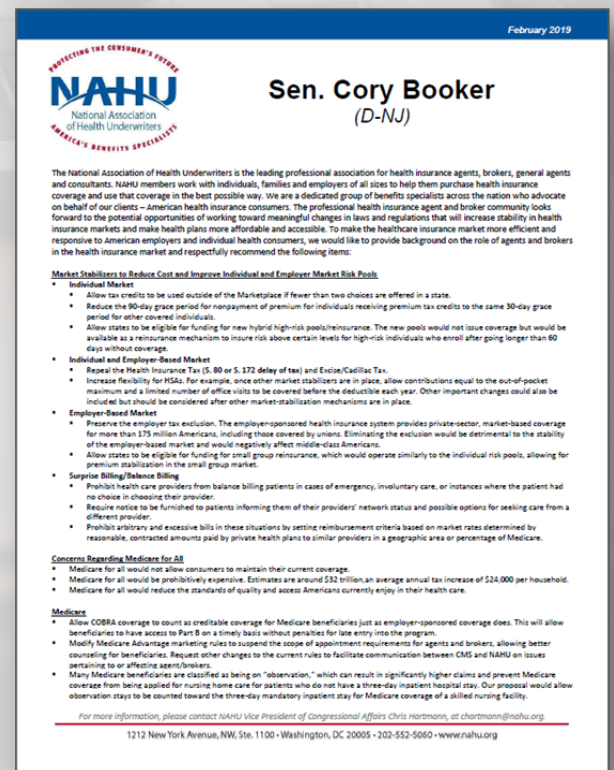 February 2019
PROTECTING THE CONSUMER'S FUTURE
NAHU
National Association
of Health Underwriters
AMERICA'S BENEFITS SPECIALISTS
Sen. Cory Booker
(D-NJ)
The National Association of Health Underwriters is the leading professional association for health insurance agents, brokers, general agents
and consultants. NAHU members work with individuals, families and employers of all sizes to help them purchase health insurance
coverage and use that coverage in the best possible way. We are a dedicated group of benefits specialists across the nation who advocate
on behalf of our clients – American health insurance consumers. The professional health insurance agent and broker community looks
forward to the potential opportunities of working toward meaningful changes in laws and regulations that will increase stability in health
insurance markets and make health plans more affordable and accessible. To make the healthcare insurance market more efficient and
responsive to American employers and individual health consumers, we would like to provide background on the role of agents and brokers
in the health insurance market and respectfully recommend the following items:
Market Stabilizers to Reduce Cost and Improve Individual and Employer Market Risk Pools
▪ Individual Market
▪ Allow tax credits to be used outside of the Marketplace if fewer than two choices are offered in a state.
▪ Reduce the 90-day grace period for nonpayment of premium for individuals receiving premium tax credits to the same 30-day grace
period for other covered individuals.
▪ Allow states to be eligible for funding for new hybrid high-risk pools/reinsurance. The new pools would not issue coverage but would be
available as a reinsurance mechanism to insure risk above certain levels for high-risk individuals who enroll after going longer than 60
days without coverage.
▪ Individual and Employer-Based Market
▪ Repeal the Health Insurance Tax (S. 80 or S. 172 delay of tax) and Excise/Cadillac Tax.
▪ Increase flexibility for HSAs. For example, once other market stabilizers are in place, allow contributions equal to the out-of-pocket
maximum and a limited number of office visits to be covered before the deductible each year. Other important changes could also be
included but should be considered after other market-stabilization mechanisms are in place.
▪ Employer-Based Market
▪ Preserve the employer tax exclusion. The employer-sponsored health insurance system provides private-sector, market-based coverage
for more than 175 million Americans, including those covered by unions. Eliminating the exclusion would be detrimental to the stability
of the employer-based market and would negatively affect middle-class Americans.
▪ Allow states to be eligible for funding for small group reinsurance, which would operate similarly to the individual risk pools, allowing for
premium stabilization in the small group market.
▪ Surprise Billing/Balance Billing
▪ Prohibit health care providers from balance billing patients in cases of emergency, involuntary care, or instances where the patient had
no choice in choosing their provider.
▪ Require notice to be furnished to patients informing them of their providers' network status and possible options for seeking care from a
different provider.
▪ Prohibit arbitrary and excessive bills in these situations by setting reimbursement criteria based on market rates determined by
reasonable, contracted amounts paid by private health plans to similar providers in a geographic area or percentage of Medicare.
Concerns Regarding Medicare for All
▪ Medicare for all would not allow consumers to maintain their current coverage.
▪ Medicare for all would be prohibitively expensive. Estimates are around $32 trillion,an average annual tax increase of $24,000 per household.
▪ Medicare for all would reduce the standards of quality and access Americans currently enjoy in their health care.
Medicare
▪ Allow COBRA coverage to count as creditable coverage for Medicare beneficiaries just as employer-sponsored coverage does. This will allow
beneficiaries to have access to Part B on a timely basis without penalties for late entry into the program.
▪ Modify Medicare Advantage marketing rules to suspend the scope of appointment requirements for agents and brokers, allowing better
counseling for beneficiaries. Request other changes to the current rules to facilitate communication between CMS and NAHU on issues
pertaining to or affecting agent/brokers.
▪ Many Medicare beneficiaries are classified as being on "observation," which can result in significantly higher claims and prevent Medicare
coverage from being applied for nursing home care for patients who do not have a three-day inpatient hospital stay. Our proposal would allow
observation stays to be counted toward the three-day mandatory inpatient stay for Medicare coverage of a skilled nursing facility.
For more information, please contact NAHU Vice President of Congressional Affairs Chris Hartmann, at chartmann@nahu.org.
1212 New York Avenue, NW, Ste. 1100 • Washington, DC 20005 • 202-552-5060 • www.nahu.org